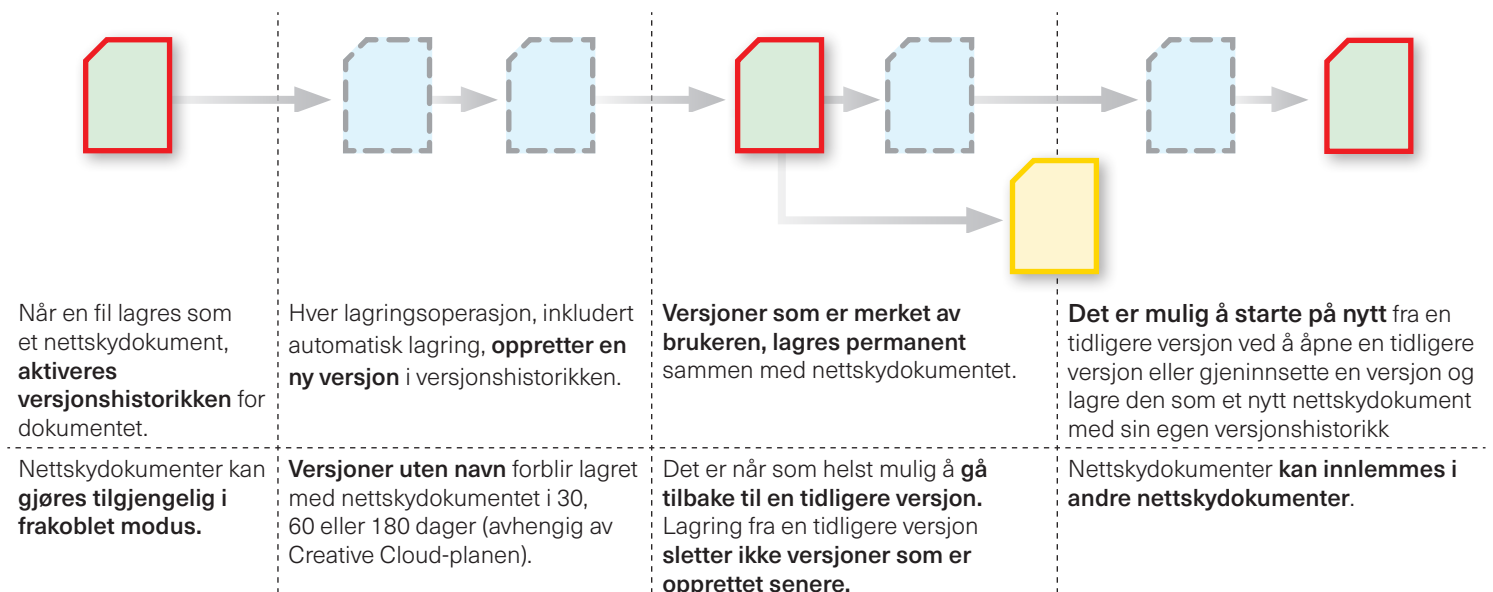 Når en fil lagres som
et nettskydokument,
aktiveres
versjonshistorikken for
dokumentet.
Hver lagringsoperasjon, inkludert
automatisk lagring, oppretter en
ny versjon i versjonshistorikken.
Versjoner som er merket av
brukeren, lagres permanent
sammen med nettskydokumentet.
Det er mulig å starte på nytt fra en
tidligere versjon ved å åpne en tidligere
versjon eller gjeninnsette en versjon og
lagre den som et nytt nettskydokument
med sin egen versjonshistorikk
Nettskydokumenter kan
gjøres tilgjengelig i
frakoblet modus.
Versjoner uten navn forblir lagret
med nettskydokumentet i 30,
60 eller 180 dager (avhengig av
Creative Cloud-planen).
Det er når som helst mulig å gå
tilbake til en tidligere versjon.
Lagring fra en tidligere versjon
sletter ikke versjoner som er
opprettet senere.
Nettskydokumenter kan innlemmes i
andre nettskydokumenter.